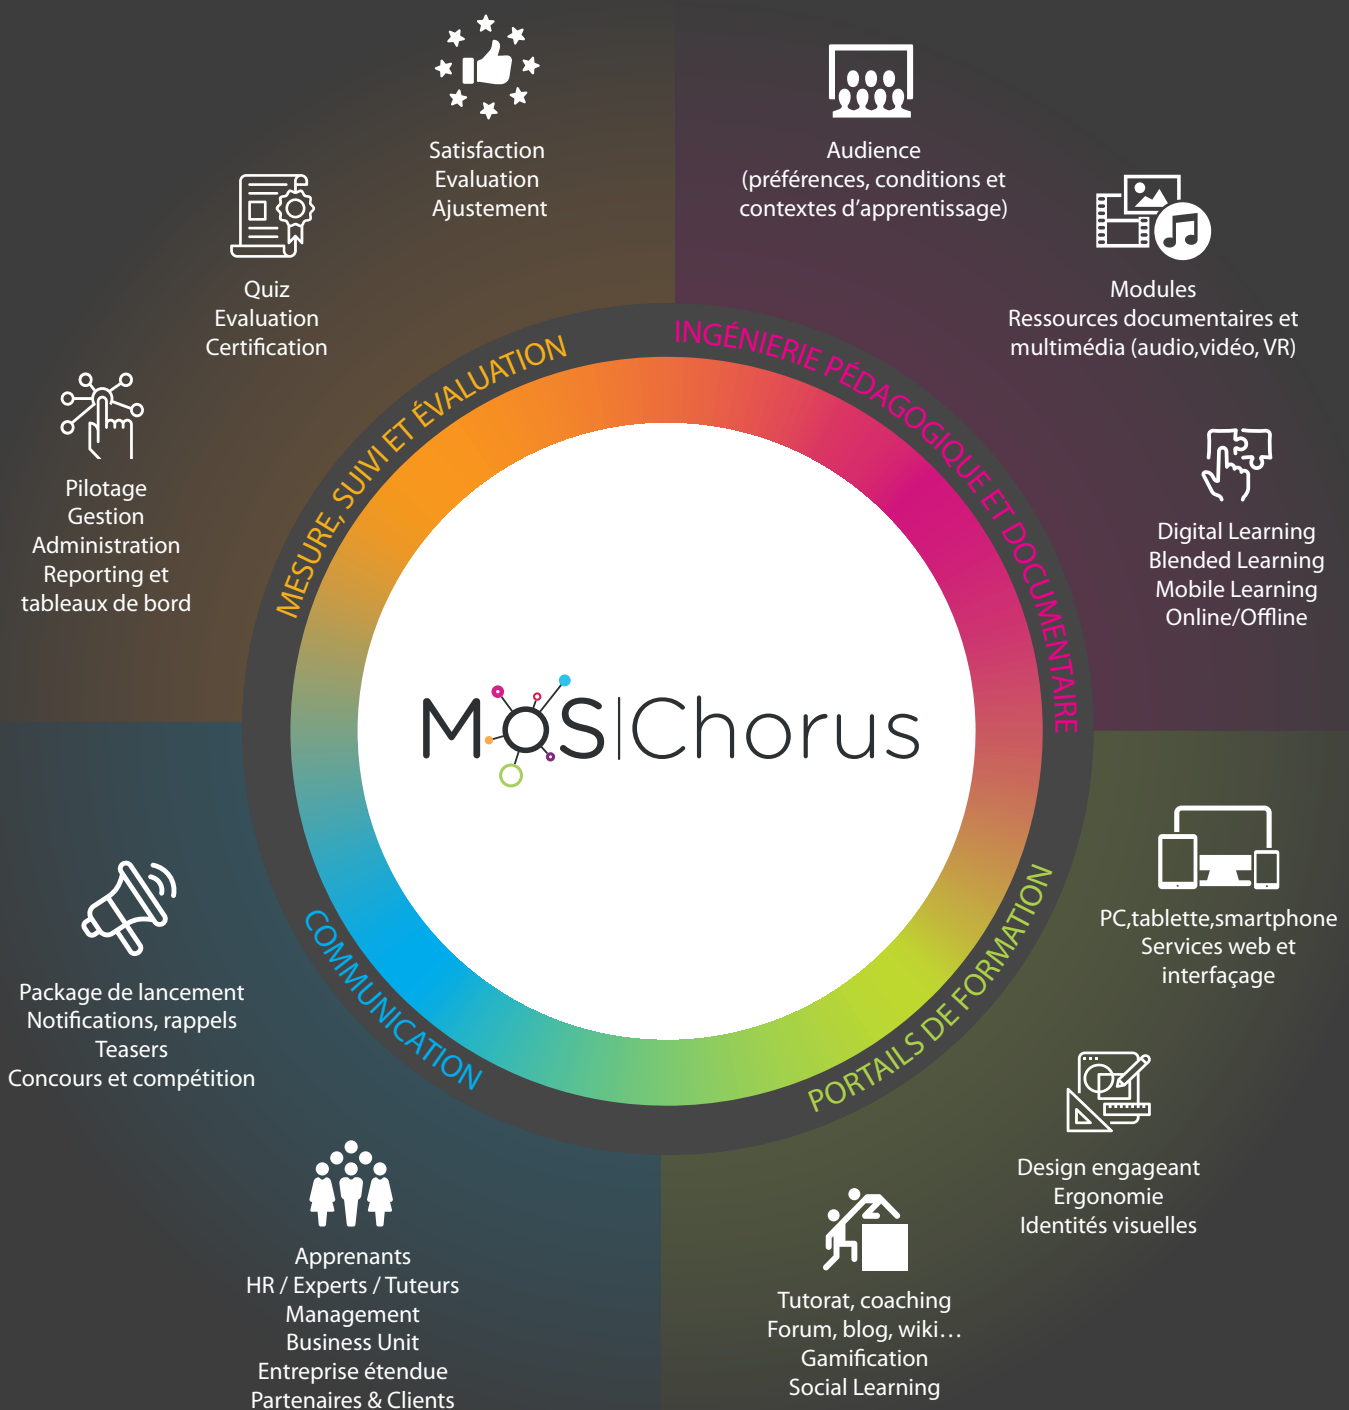 Satisfaction
Evaluation
Ajustement
Audience
(préférences, conditions et
contextes d'apprentissage)
Quiz
Evaluation
Certification
Modules
Ressources documentaires et
multimédia (audio,vidéo, VR)
Pilotage
Gestion
Administration
Reporting et
tableaux de bord
Digital Learning
Blended Learning
Mobile Learning
Online/Offline
MESURE, SUIVI ET ÉVALUATION
INGÉNIERIE PÉDAGOGIQUE ET DOCUMENTAIRE
MOS|Chorus
COMMUNICATION
PORTAILS DE FORMATION
Package de lancement
Notifications, rappels
Teasers
Concours et compétition
PC,tablette,smartphone
Services web et
interfaçage
Design engageant
Ergonomie
Identités visuelles
Apprenants
HR / Experts / Tuteurs
Management
Business Unit
Entreprise étendue
Partenaires & Clients
Tutorat, coaching
Forum, blog, wiki…
Gamification
Social Learning